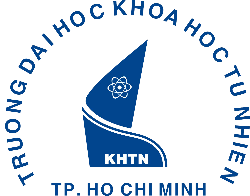 TRUONG DAI HOC KHOA HOC TU NHIEN
KHTN
TP. HO CHI MINH